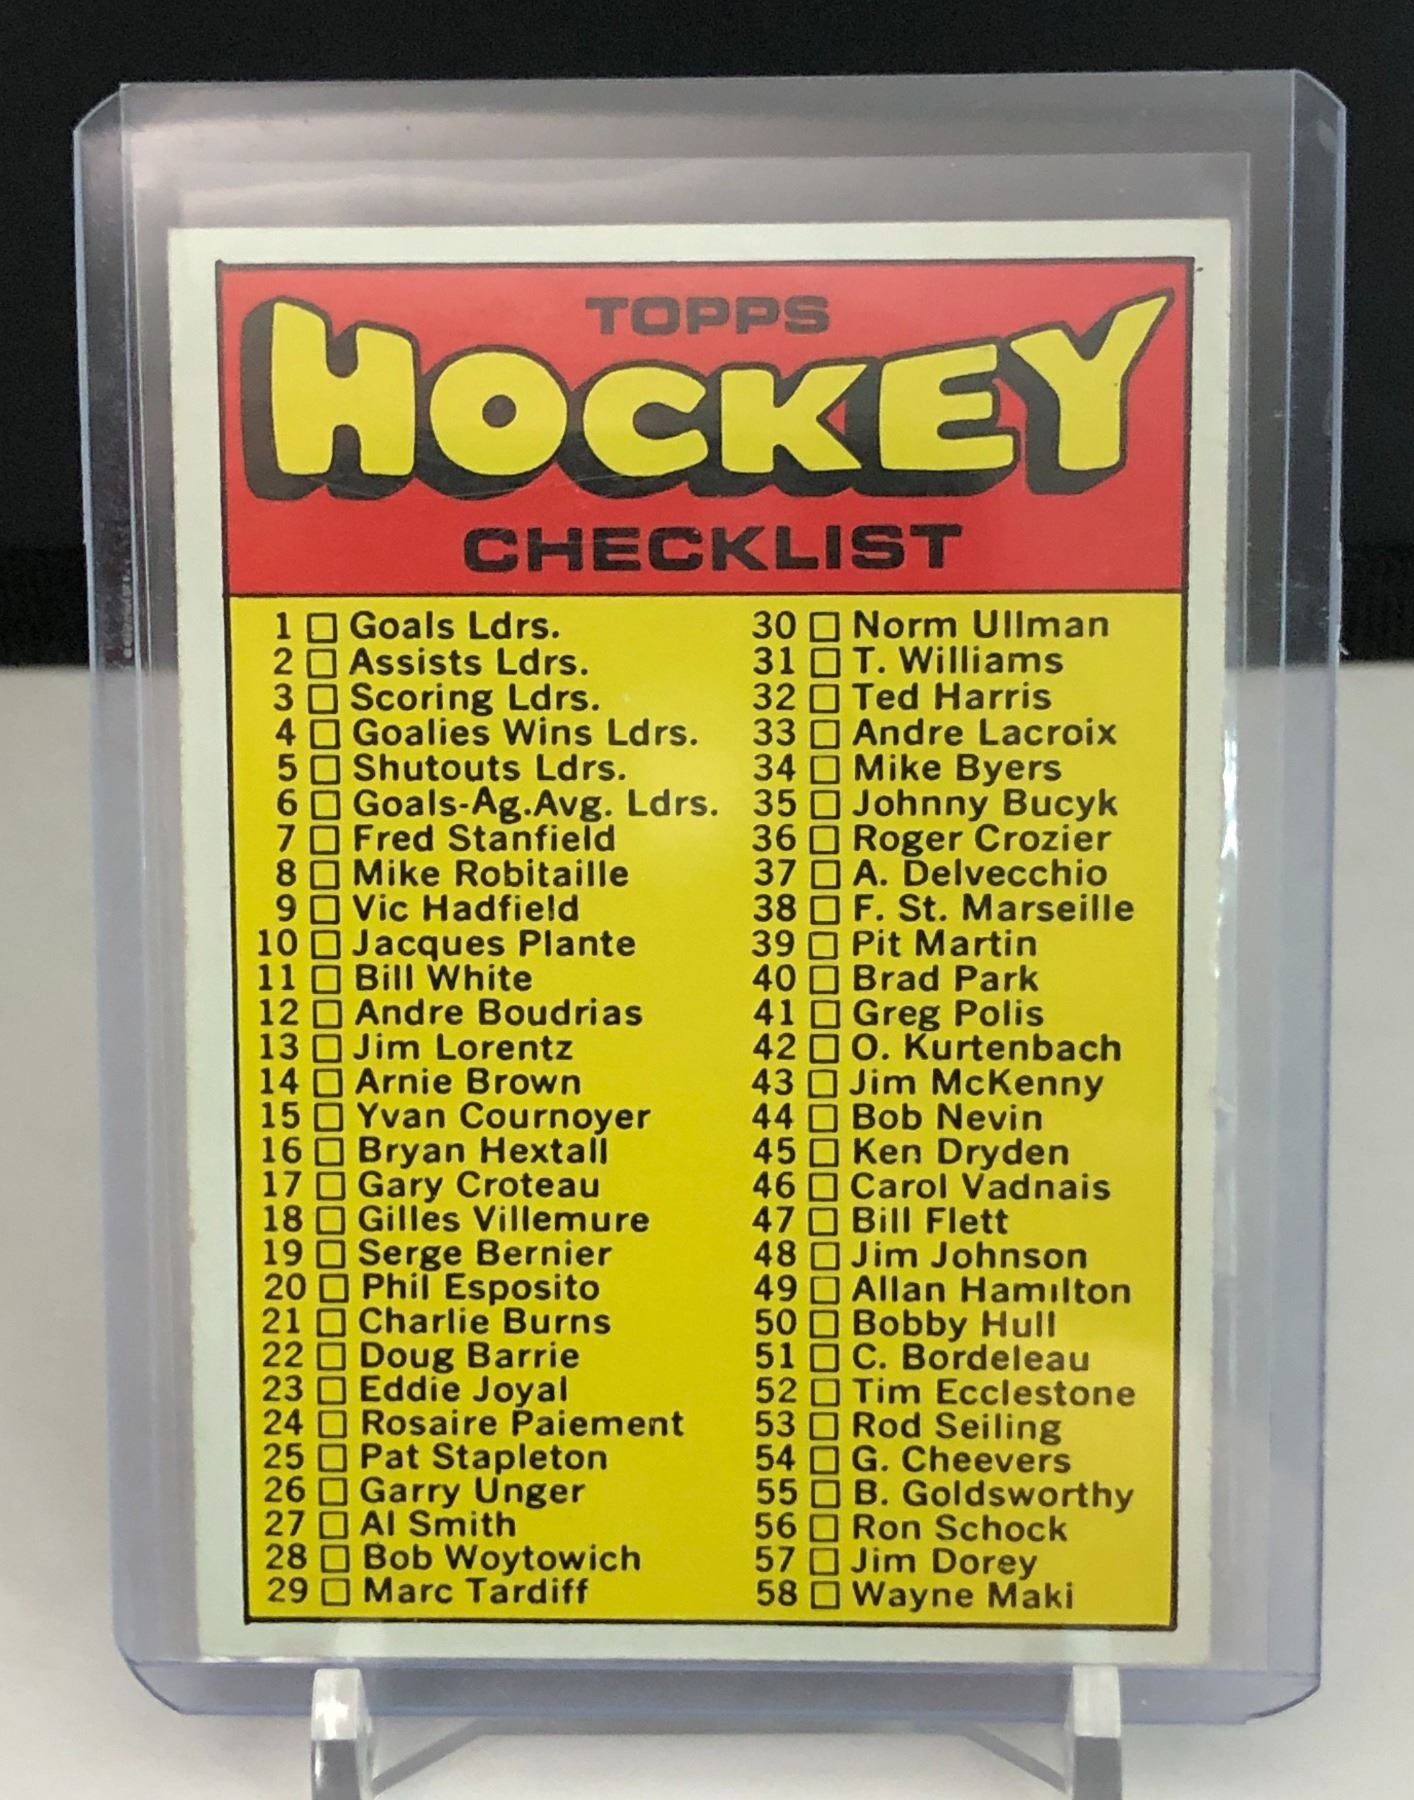 TOPPS
HOCKEY
CHECKLIST
1 Goals Ldrs.
2 Assists Ldrs.
3 Scoring Ldrs.
4 Goalies Wins Ldrs.
5 Shutouts Ldrs.
6 Goals-Ag.Avg. Ldrs.
7 Fred Stanfield
8 Mike Robitaille
9 Vic Hadfield
10 Jacques Plante
11 Bill White
12 Andre Boudrias
13 Jim Lorentz
14 Arnie Brown
15 Yvan Cournoyer
16 Bryan Hextall
17 Gary Croteau
18 Gilles Villemure
19 Serge Bernier
20 Phil Esposito
21 Charlie Burns
22 Doug Barrie
23 Eddie Joyal
24 Rosaire Paiement
25 Pat Stapleton
26 Garry Unger
27 Al Smith
28 Bob Woytowich
29 Marc Tardiff
30 Norm Ullman
31 T. Williams
32 Ted Harris
33 Andre Lacroix
34 Mike Byers
35 Johnny Bucyk
36 Roger Crozier
37 A. Delvecchio
38 F. St. Marseille
39 Pit Martin
40 Brad Park
41 Greg Polis
42 O. Kurtenbach
43 Jim McKenny
44 Bob Nevin
45 Ken Dryden
46 Carol Vadnais
47 Bill Flett
48 Jim Johnson
49 Allan Hamilton
50 Bobby Hull
51 C. Bordeleau
52 Tim Ecclestone
53 Rod Seiling
54 G. Cheevers
55 B. Goldsworthy
56 Ron Schock
57 Jim Dorey
58 Wayne Maki